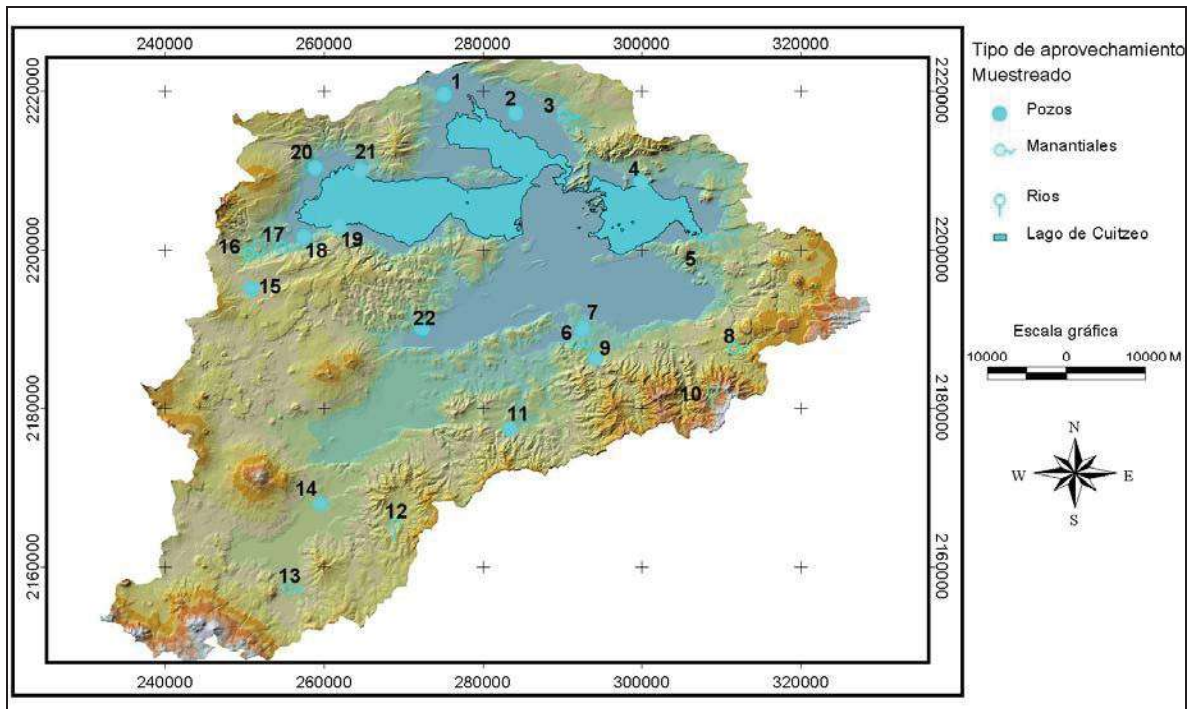 240000 260000 280000 300000 320000
Tipo de aprovechamiento
Muestreado
Pozos
Manantiales
Rios
Lago de Cuitzeo
Escala gráfica
10000 0 10000 M
N
W E
S
2220000 2220000
2200000 2200000
2180000 2180000
2160000 2160000
1
2
3
4
5
6
7
8
9
10
11
12
13
14
15
16
17
18
19
20
21
22
240000 260000 280000 300000 320000